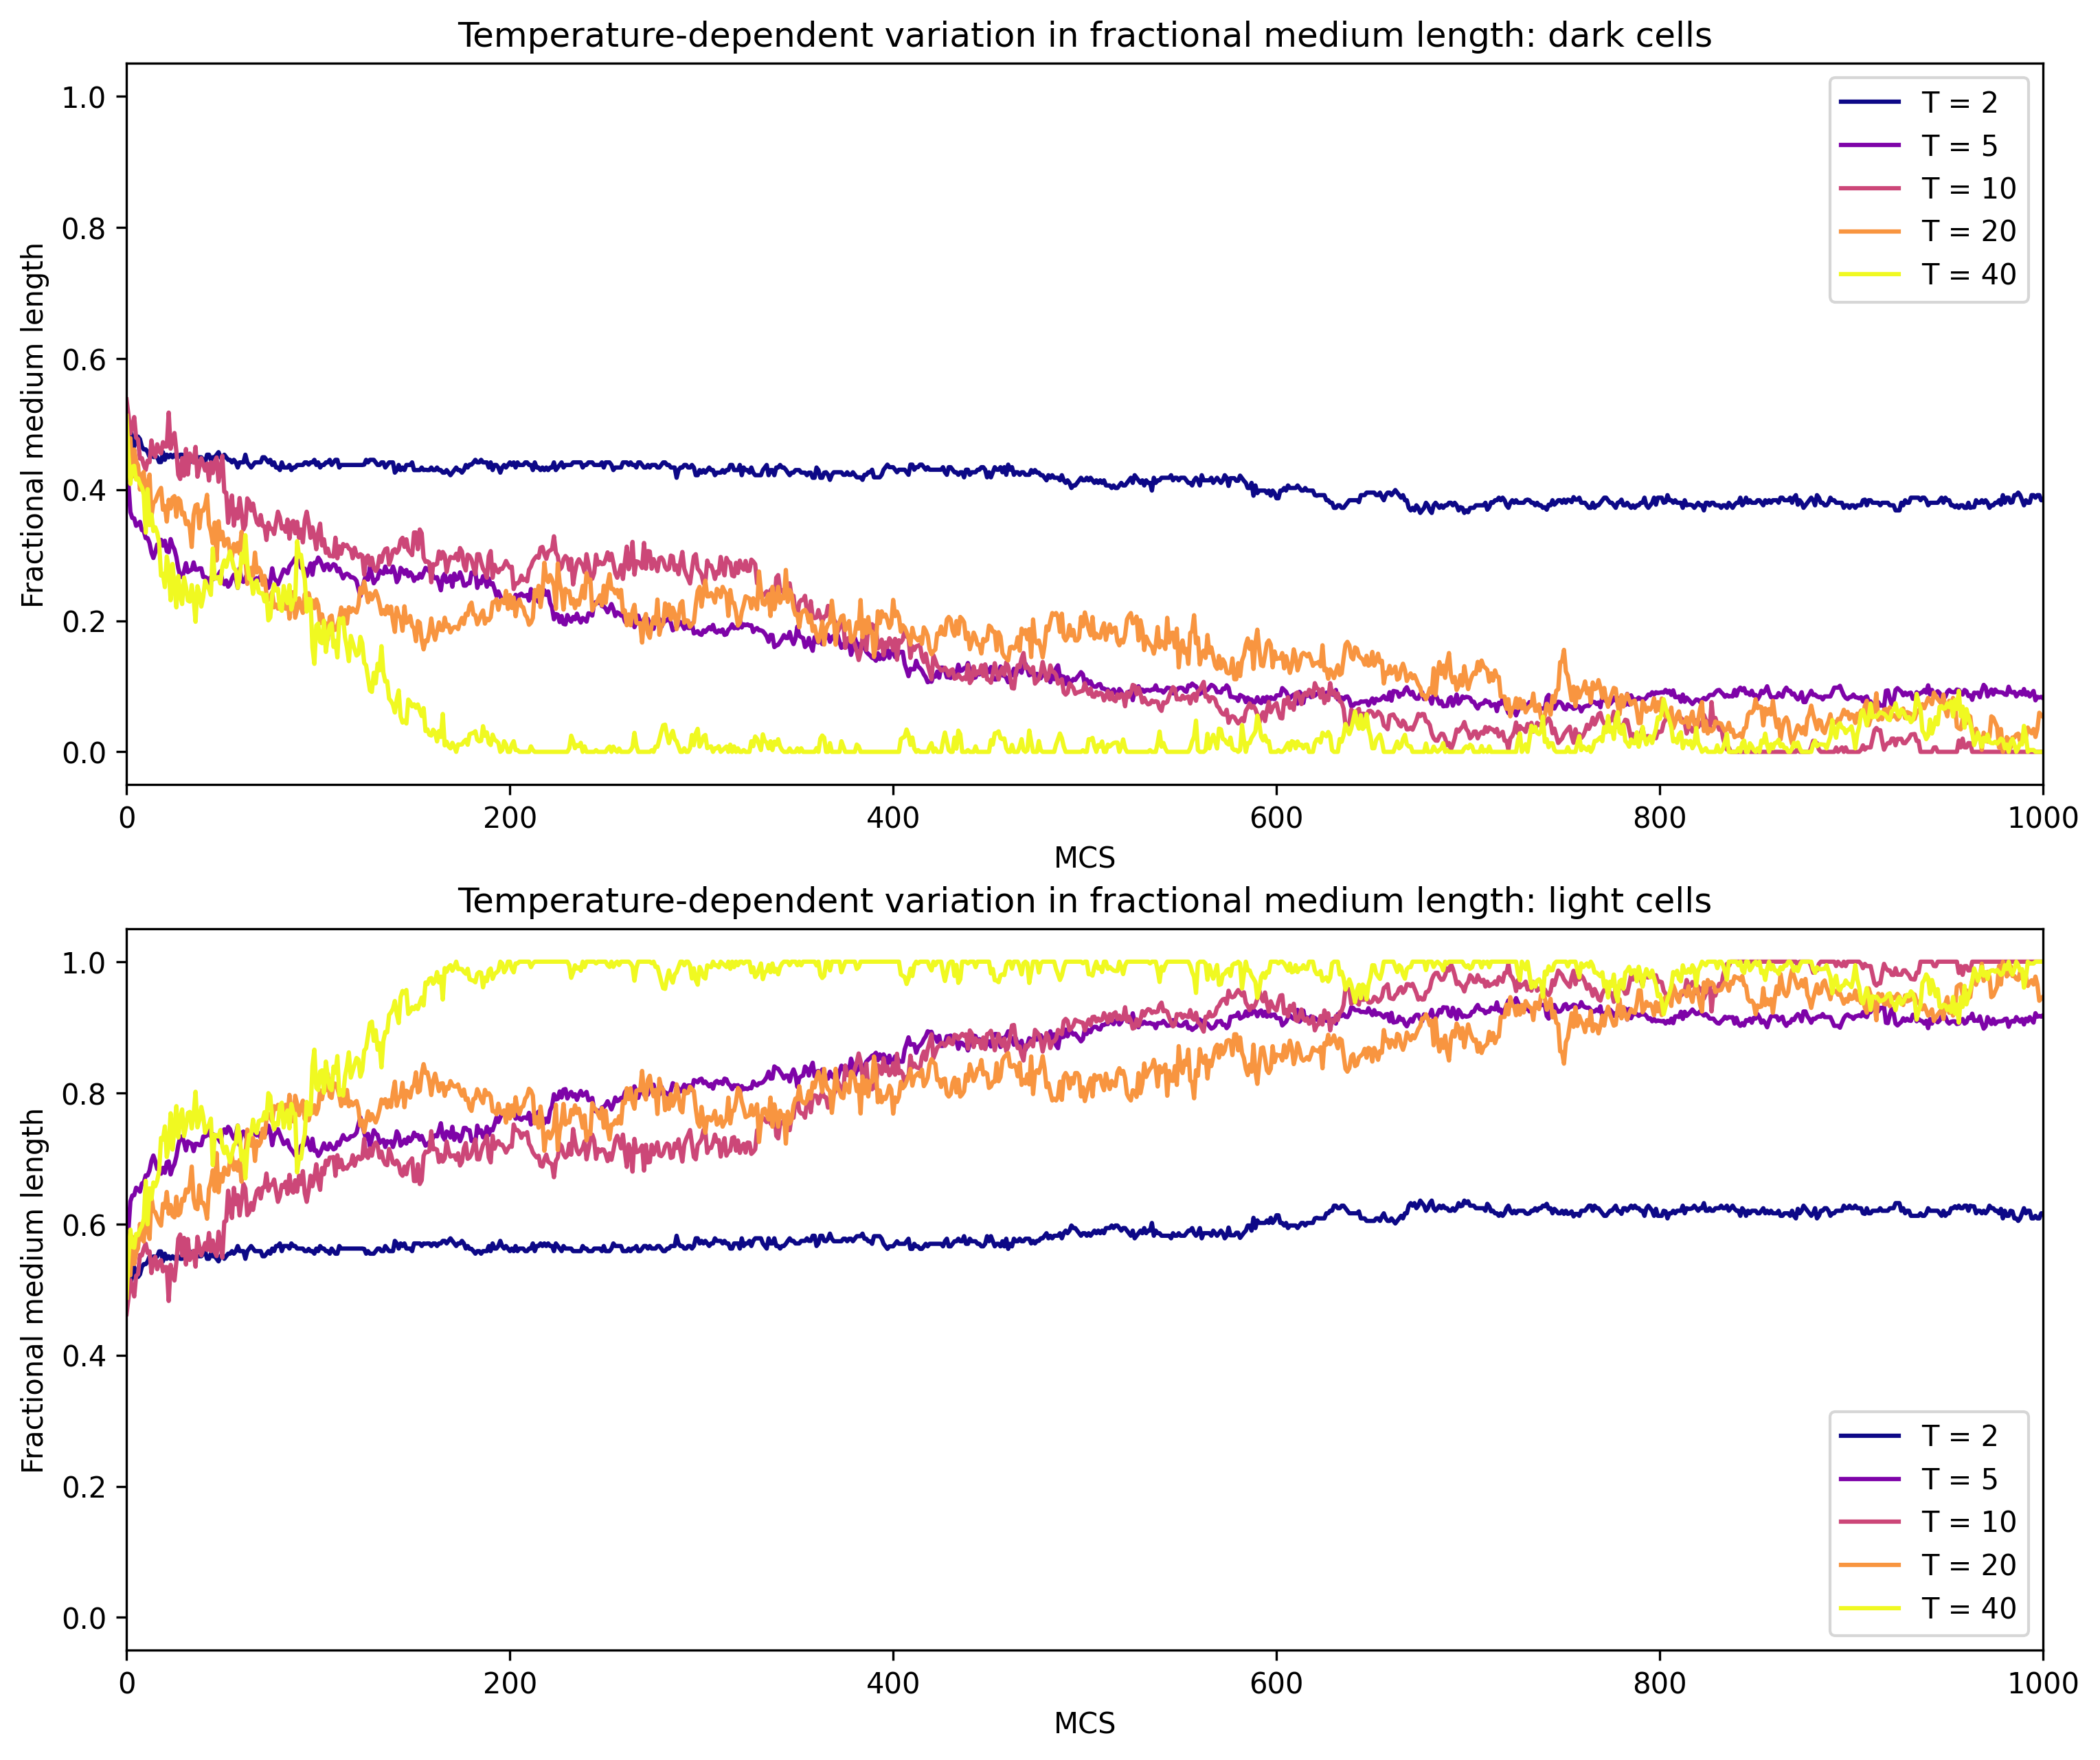 Temperature-dependent variation in fractional medium length: dark cells
Fractional medium length
1.0
0.8
0.6
0.4
0.2
0.0
T = 2
T = 5
T = 10
T = 20
T = 40
0 200 400 600 800 1000
MCS
Temperature-dependent variation in fractional medium length: light cells
Fractional medium length
1.0
0.8
0.6
0.4
0.2
0.0
T = 2
T = 5
T = 10
T = 20
T = 40
0 200 400 600 800 1000
MCS